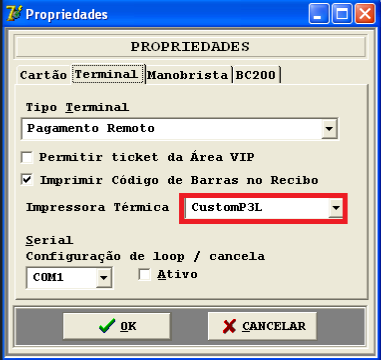 Propriedades
PROPRIEDADES
Cartão Terminal Manobrista BC200
Tipo Terminal
Pagamento Remoto
Permitir ticket da Área VIP
Imprimir Código de Barras no Recibo
Impressora Térmica CustomP3L
Serial
Configuração de loop / cancela
COM1 Ativo
OK CANCELAR